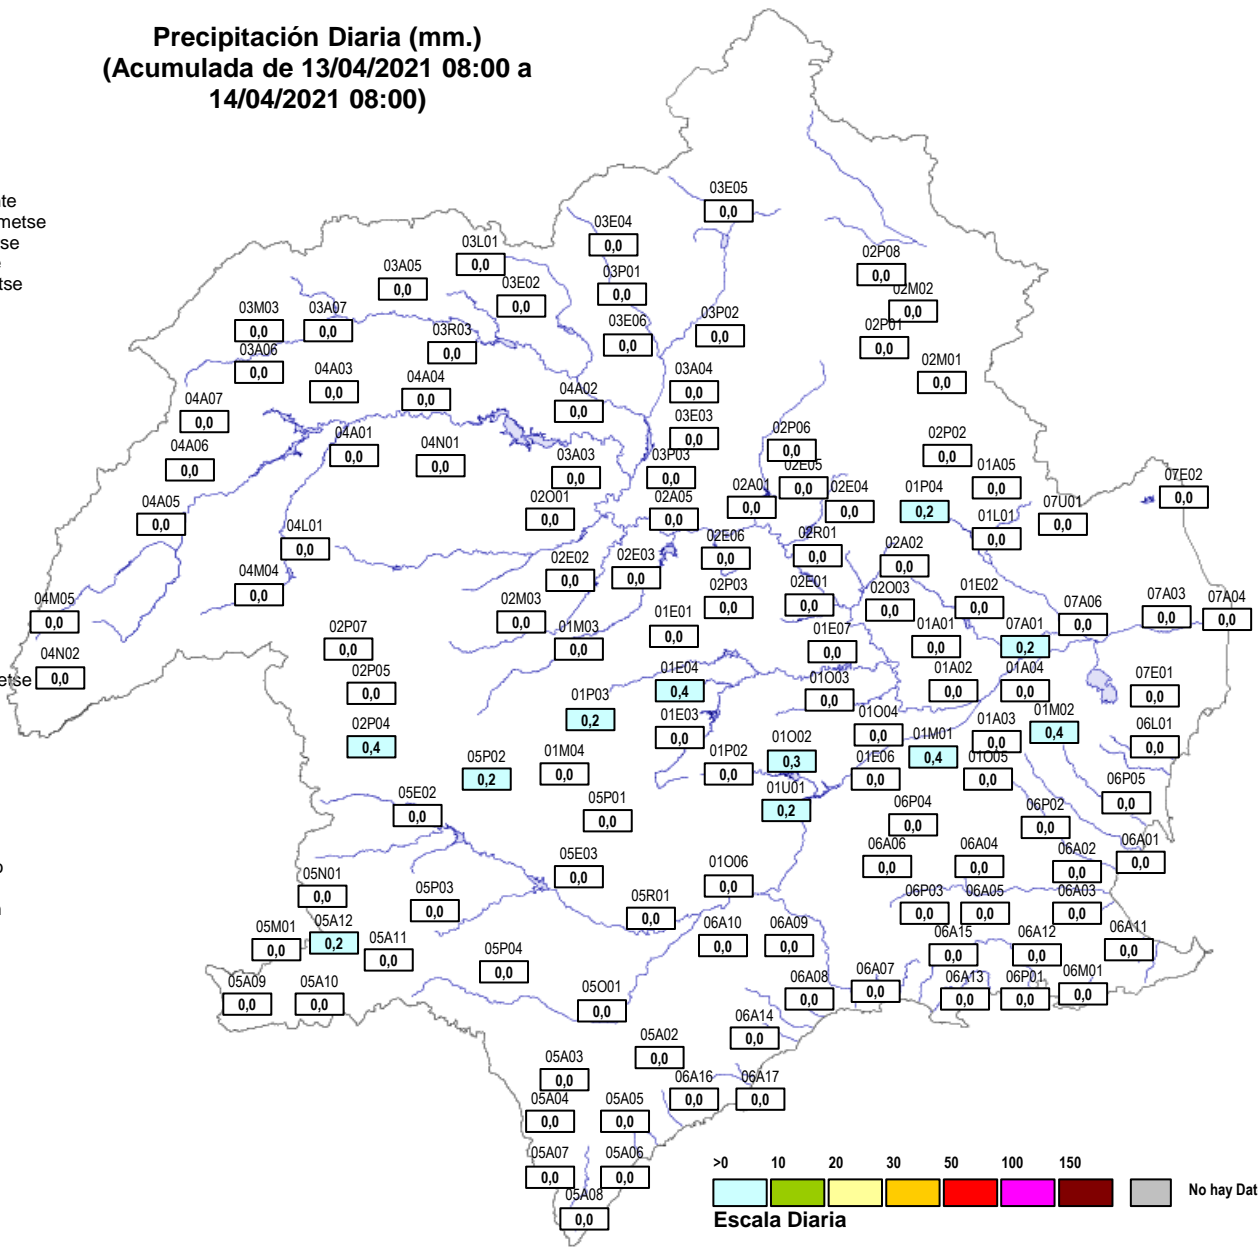 Precipitación Diaria (mm.)
(Acumulada de 13/04/2021 08:00 a
14/04/2021 08:00)
metse
03E05
0,0
03E04
0,0
03L01
0,0
02P08
0,0
03A05
0,0
03P01
0,0
03E02
0,0
02M02
0,0
03M03
0,0
03A07
0,0
03P02
0,0
03R03
0,0
03E06
0,0
02P01
0,0
03A06
0,0
02M01
0,0
04A03
0,0
04A04
0,0
03A04
0,0
04A02
0,0
04A07
0,0
03E03
0,0
04A01
0,0
04N01
0,0
02P06
0,0
02P02
0,0
04A06
0,0
03A03
0,0
03P03
0,0
02E05
0,0
01A05
0,0
07E02
0,0
04A05
0,0
02O01
0,0
02A05
0,0
02A01
0,0
02E04
0,0
01P04
0,2
07U01
0,0
01L01
0,0
04L01
0,0
02E06
0,0
02R01
0,0
02A02
0,0
02E02
0,0
02E03
0,0
04M04
0,0
04M05
0,0
02M03
0,0
02P03
0,0
02E01
0,0
02O03
0,0
01E02
0,0
07A06
0,0
07A03
0,0
07A04
0,0
02P07
0,0
01M03
0,0
01E01
0,0
01E07
0,0
01A01
0,0
07A01
0,2
04N02
0,0
02P05
0,0
01E04
0,4
01O03
0,0
01A02
0,0
01A04
0,0
07E01
0,0
02P04
0,4
01P03
0,2
01E03
0,0
01O04
0,0
01A03
0,0
01M02
0,4
06L01
0,0
05P02
0,2
01M04
0,0
01P02
0,0
01O02
0,3
01M01
0,4
01E06
0,0
01O05
0,0
05E02
0,0
05P01
0,0
01U01
0,2
06P04
0,0
06P02
0,0
06P05
0,0
05E03
0,0
01O06
0,0
06A06
0,0
06A04
0,0
06A02
0,0
06A01
0,0
05N01
0,0
05P03
0,0
05R01
0,0
06P03
0,0
06A05
0,0
06A03
0,0
05M01
0,0
05A12
0,2
05A11
0,0
06A10
0,0
06A09
0,0
06A15
0,0
06A12
0,0
06A11
0,0
05P04
0,0
05A09
0,0
05A10
0,0
05O01
0,0
06A08
0,0
06A07
0,0
06A13
0,0
06P01
0,0
06M01
0,0
05A02
0,0
06A14
0,0
05A03
0,0
06A16
0,0
06A17
0,0
05A04
0,0
05A05
0,0
05A07
0,0
05A06
0,0
05A08
0,0
>0 10 20 30 50 100 150
No hay Dat
Escala Diaria